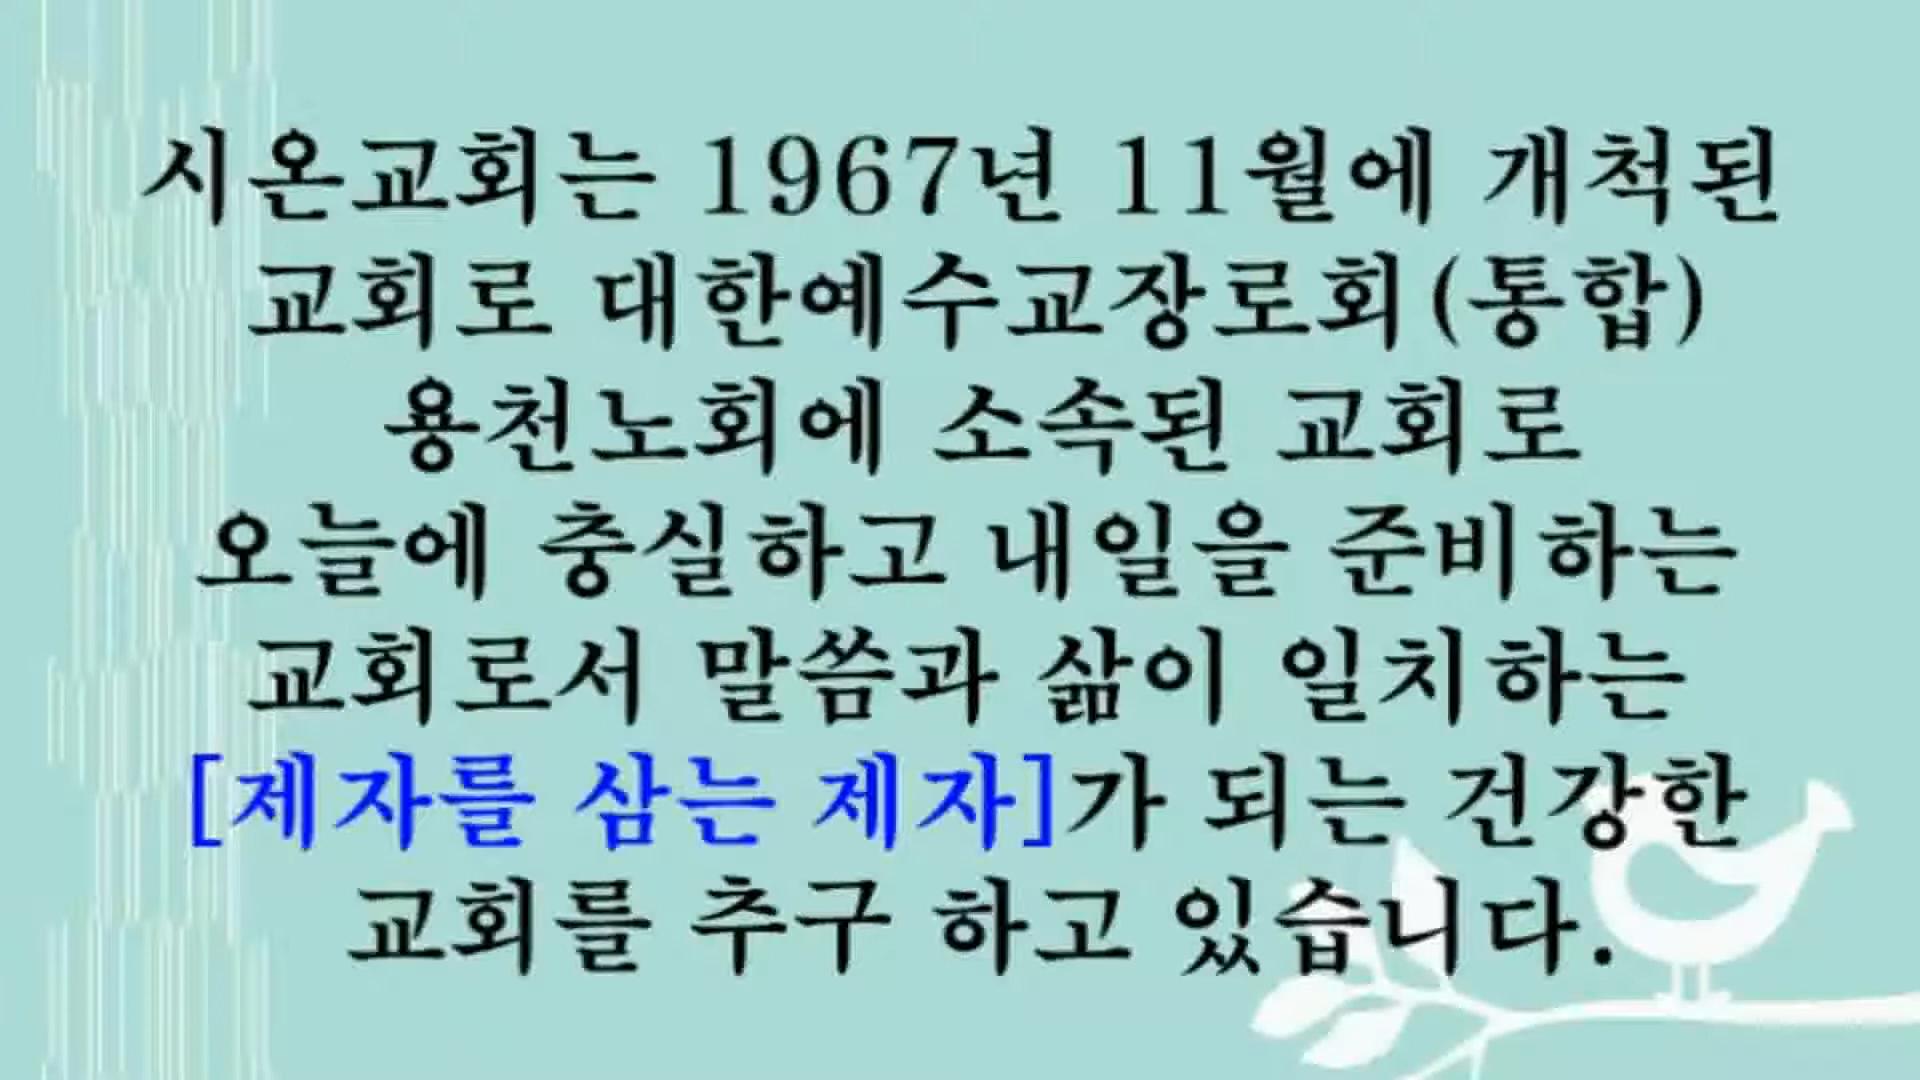 시온교회는 1967년 11월에 개척된
교회로 대한예수교장로회(통합)
용천노회에 소속된 교회로
오늘에 충실하고 내일을 준비하는
교회로서 말씀과 삶이 일치하는
[제자를 삼는 제자]가 되는 건강한
교회를 추구 하고 있습니다.